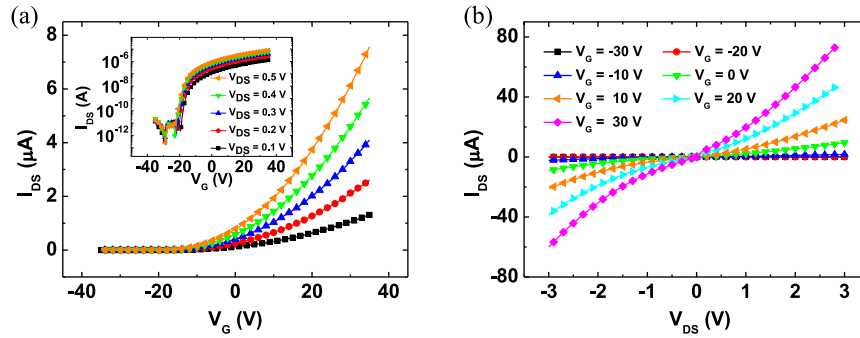 (a)
I_DS (μA)
8
6
4
2
0
-40 -20 0 20 40
V_G (V)
I_DS (A)
10^-6
10^-8
10^-10
10^-12
-40 -20 0 20 40
V_G (V)
V_DS = 0.5 V
V_DS = 0.4 V
V_DS = 0.3 V
V_DS = 0.2 V
V_DS = 0.1 V
(b)
I_DS (μA)
80
40
0
-40
-80
-3 -2 -1 0 1 2 3
V_DS (V)
V_G = -30 V V_G = -20 V
V_G = -10 V V_G = 0 V
V_G = 10 V V_G = 20 V
V_G = 30 V